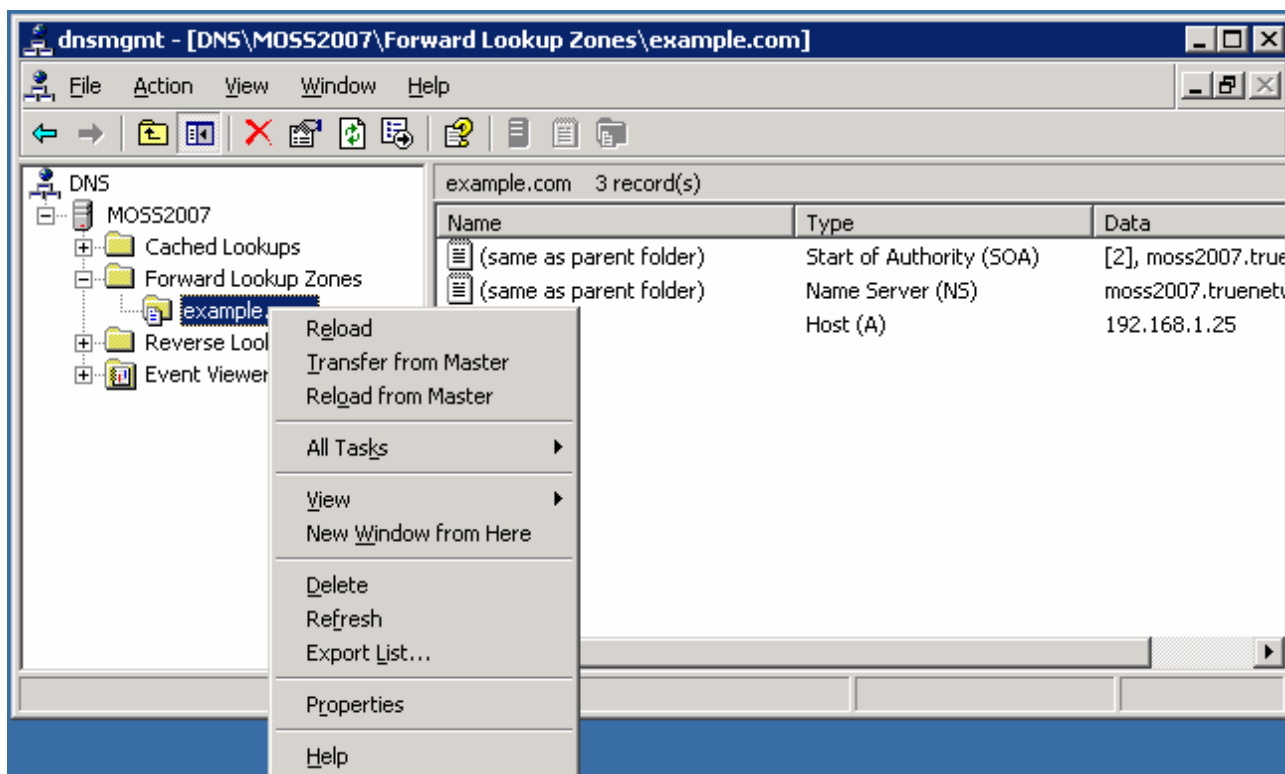 dnsmgmt - [DNS\MOSS2007\Forward Lookup Zones\example.com]
File Action View Window Help
DNS
MOSS2007
Cached Lookups
Forward Lookup Zones
example.
Reverse Lool
Event Viewer
example.com 3 record(s)
Name Type Data
(same as parent folder) Start of Authority (SOA) [2], moss2007.true
(same as parent folder) Name Server (NS) moss2007.truenetw
Host (A) 192.168.1.25
Reload
Transfer from Master
Reload from Master
All Tasks
View
New Window from Here
Delete
Refresh
Export List...
Properties
Help